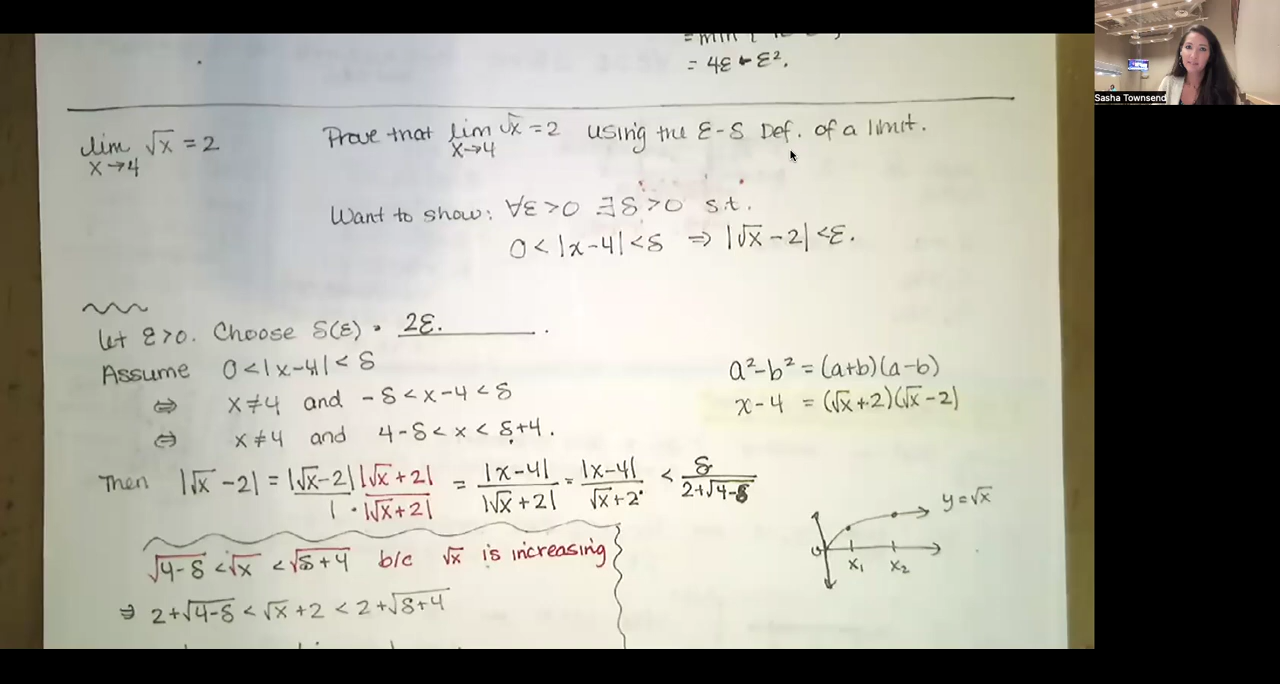 = 4ε - ε².
lim √x = 2
x→4
Prove that lim √x = 2 using the ε-δ Def. of a limit.
x→4
Want to show: ∀ε>0 ∃δ>0 s.t.
0<|x-4|<δ ⇒ |√x-2|<ε.
Let ε>0. Choose δ(ε) = 2ε.
Assume 0<|x-4|<δ
⇔ x≠4 and -δ<x-4<δ
⇔ x≠4 and 4-δ<x<δ+4.
a²-b² = (a+b)(a-b)
x-4 = (√x+2)(√x-2)
Then |√x-2| = |√x-2|/1 · |√x+2|/|√x+2| = |x-4|/|√x+2| = |x-4|/√x+2 < δ/2+√4-δ
y=√x
x₁ x₂
√4-δ < √x < √δ+4 b/c √x is increasing
⇒ 2+√4-δ < √x+2 < 2+√δ+4
Sasha Townsend